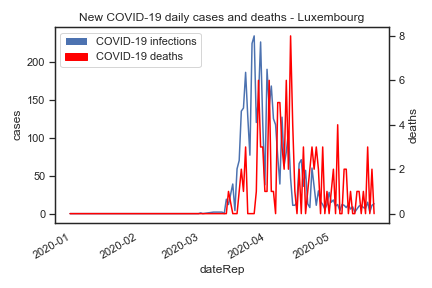 New COVID-19 daily cases and deaths - Luxembourg
COVID-19 infections
COVID-19 deaths
cases
200
150
100
50
0
deaths
8
6
4
2
0
2020-01
2020-02
2020-03
2020-04
2020-05
dateRep